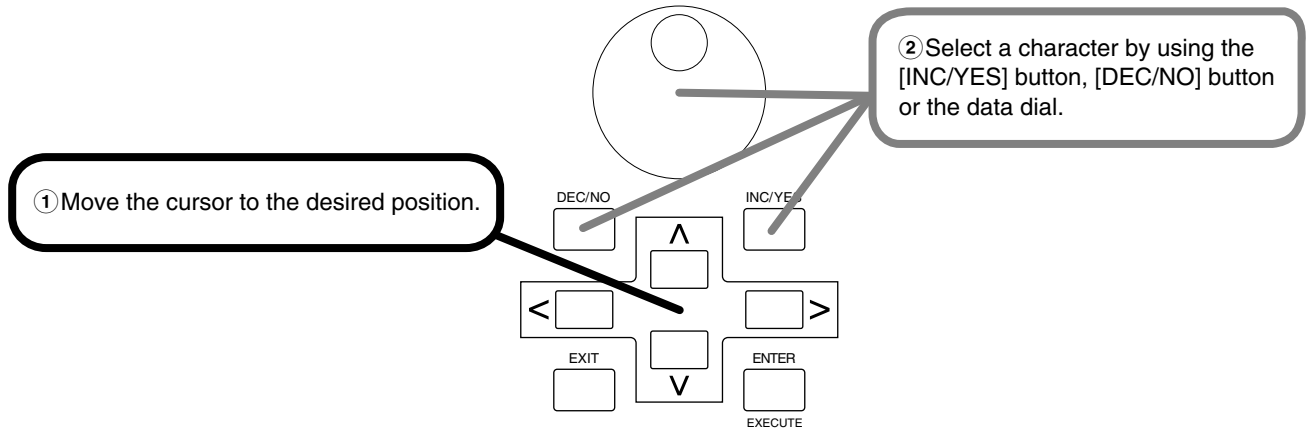 ②Select a character by using the
[INC/YES] button, [DEC/NO] button
or the data dial.
①Move the cursor to the desired position.
DEC/NO
INC/YES
<
>
EXIT
ENTER
EXECUTE